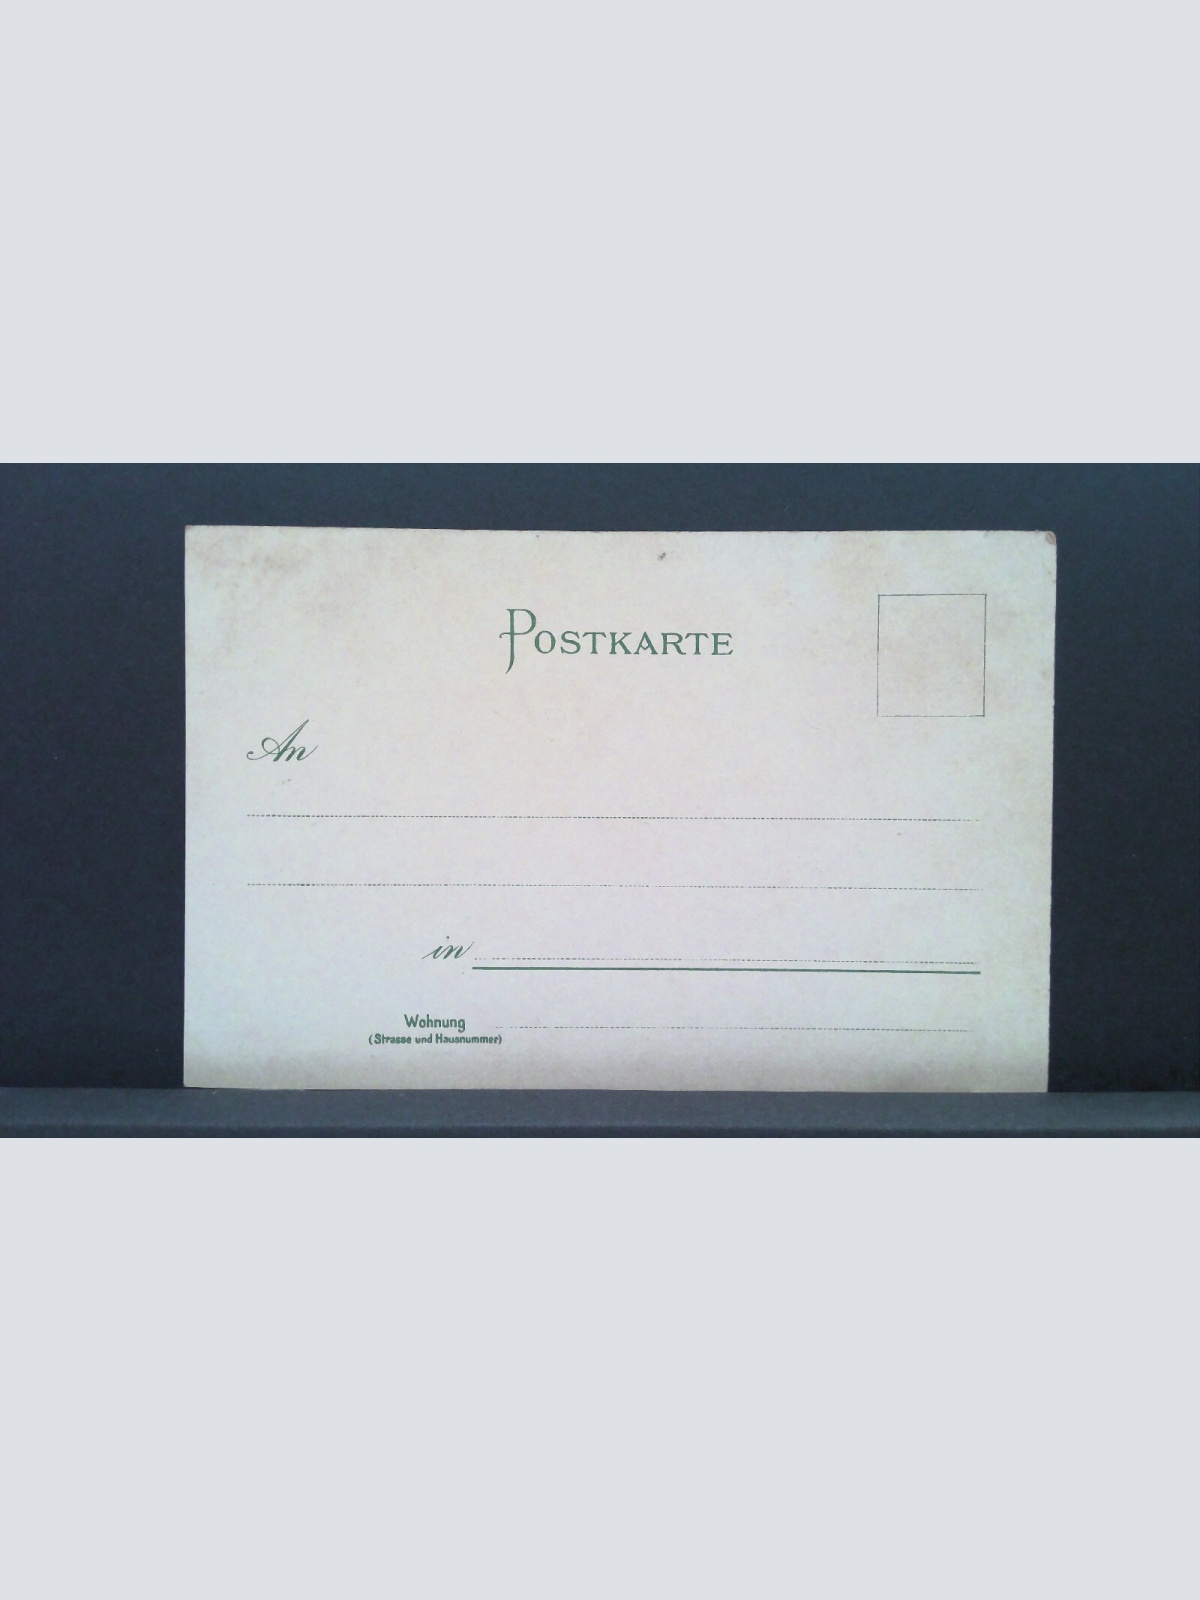 POSTKARTE
An
in
Wohnung
(Strasse und Hausnummer)